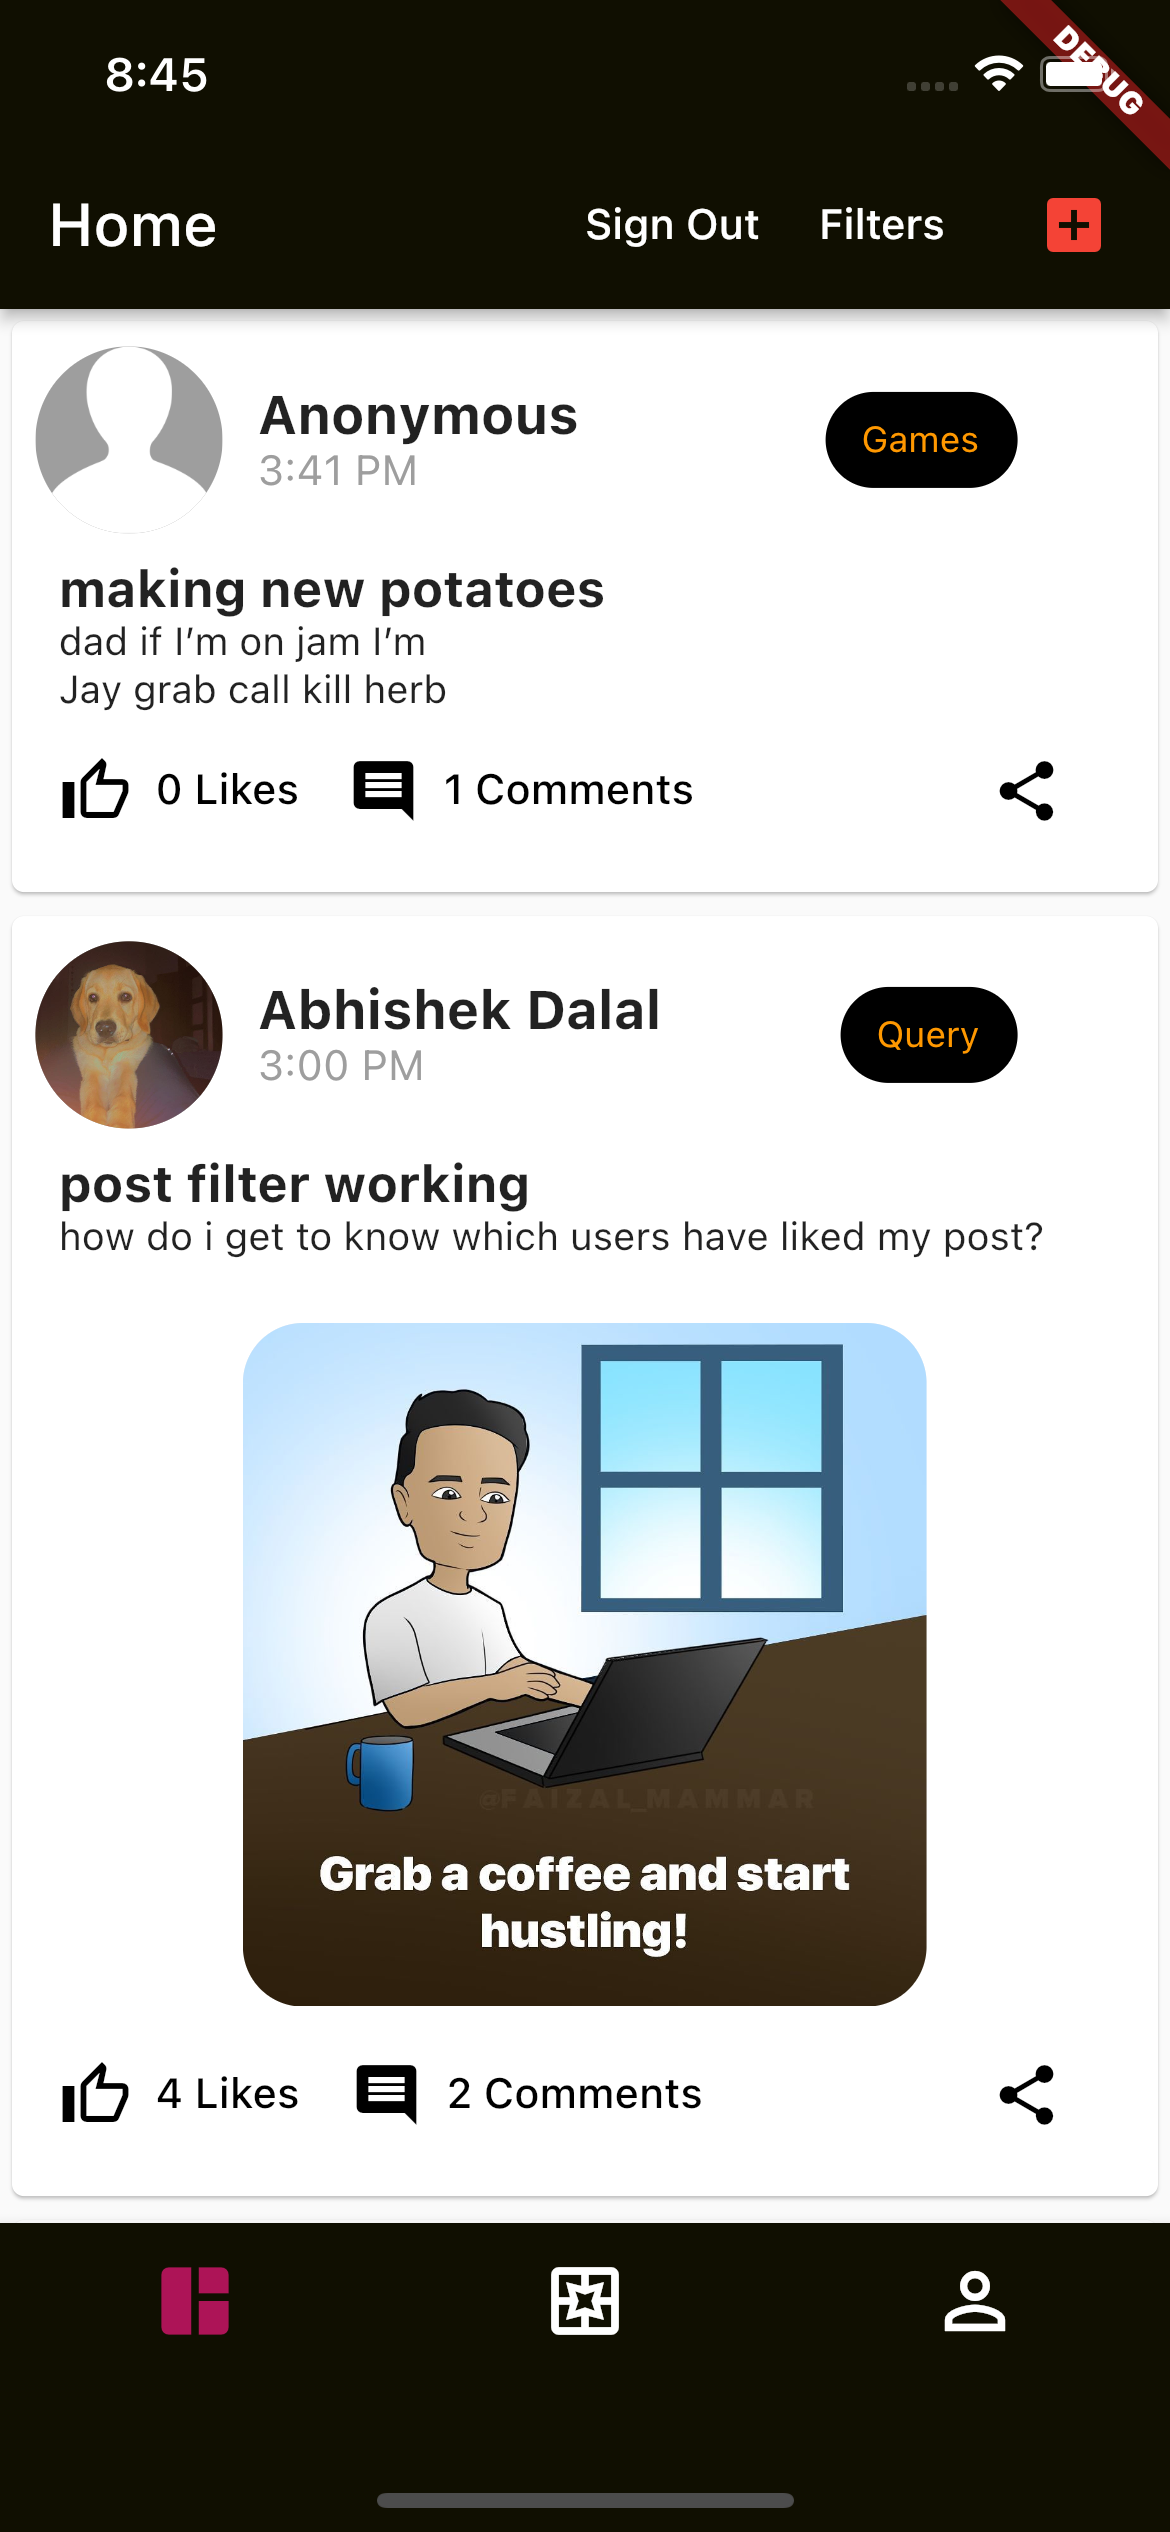 8:45
DEBUG
Home
Sign Out
Filters
Anonymous
3:41 PM
Games
making new potatoes
dad if I’m on jam I’m
Jay grab call kill herb
0 Likes
1 Comments
Abhishek Dalal
3:00 PM
Query
post filter working
how do i get to know which users have liked my post?
@FAIZAL_MAMMAR
Grab a coffee and start
hustling!
4 Likes
2 Comments